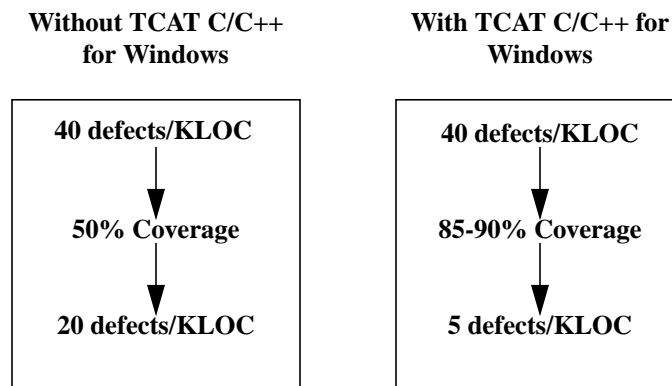 Without TCAT C/C++
for Windows
40 defects/KLOC
50% Coverage
20 defects/KLOC
With TCAT C/C++ for
Windows
40 defects/KLOC
85-90% Coverage
5 defects/KLOC